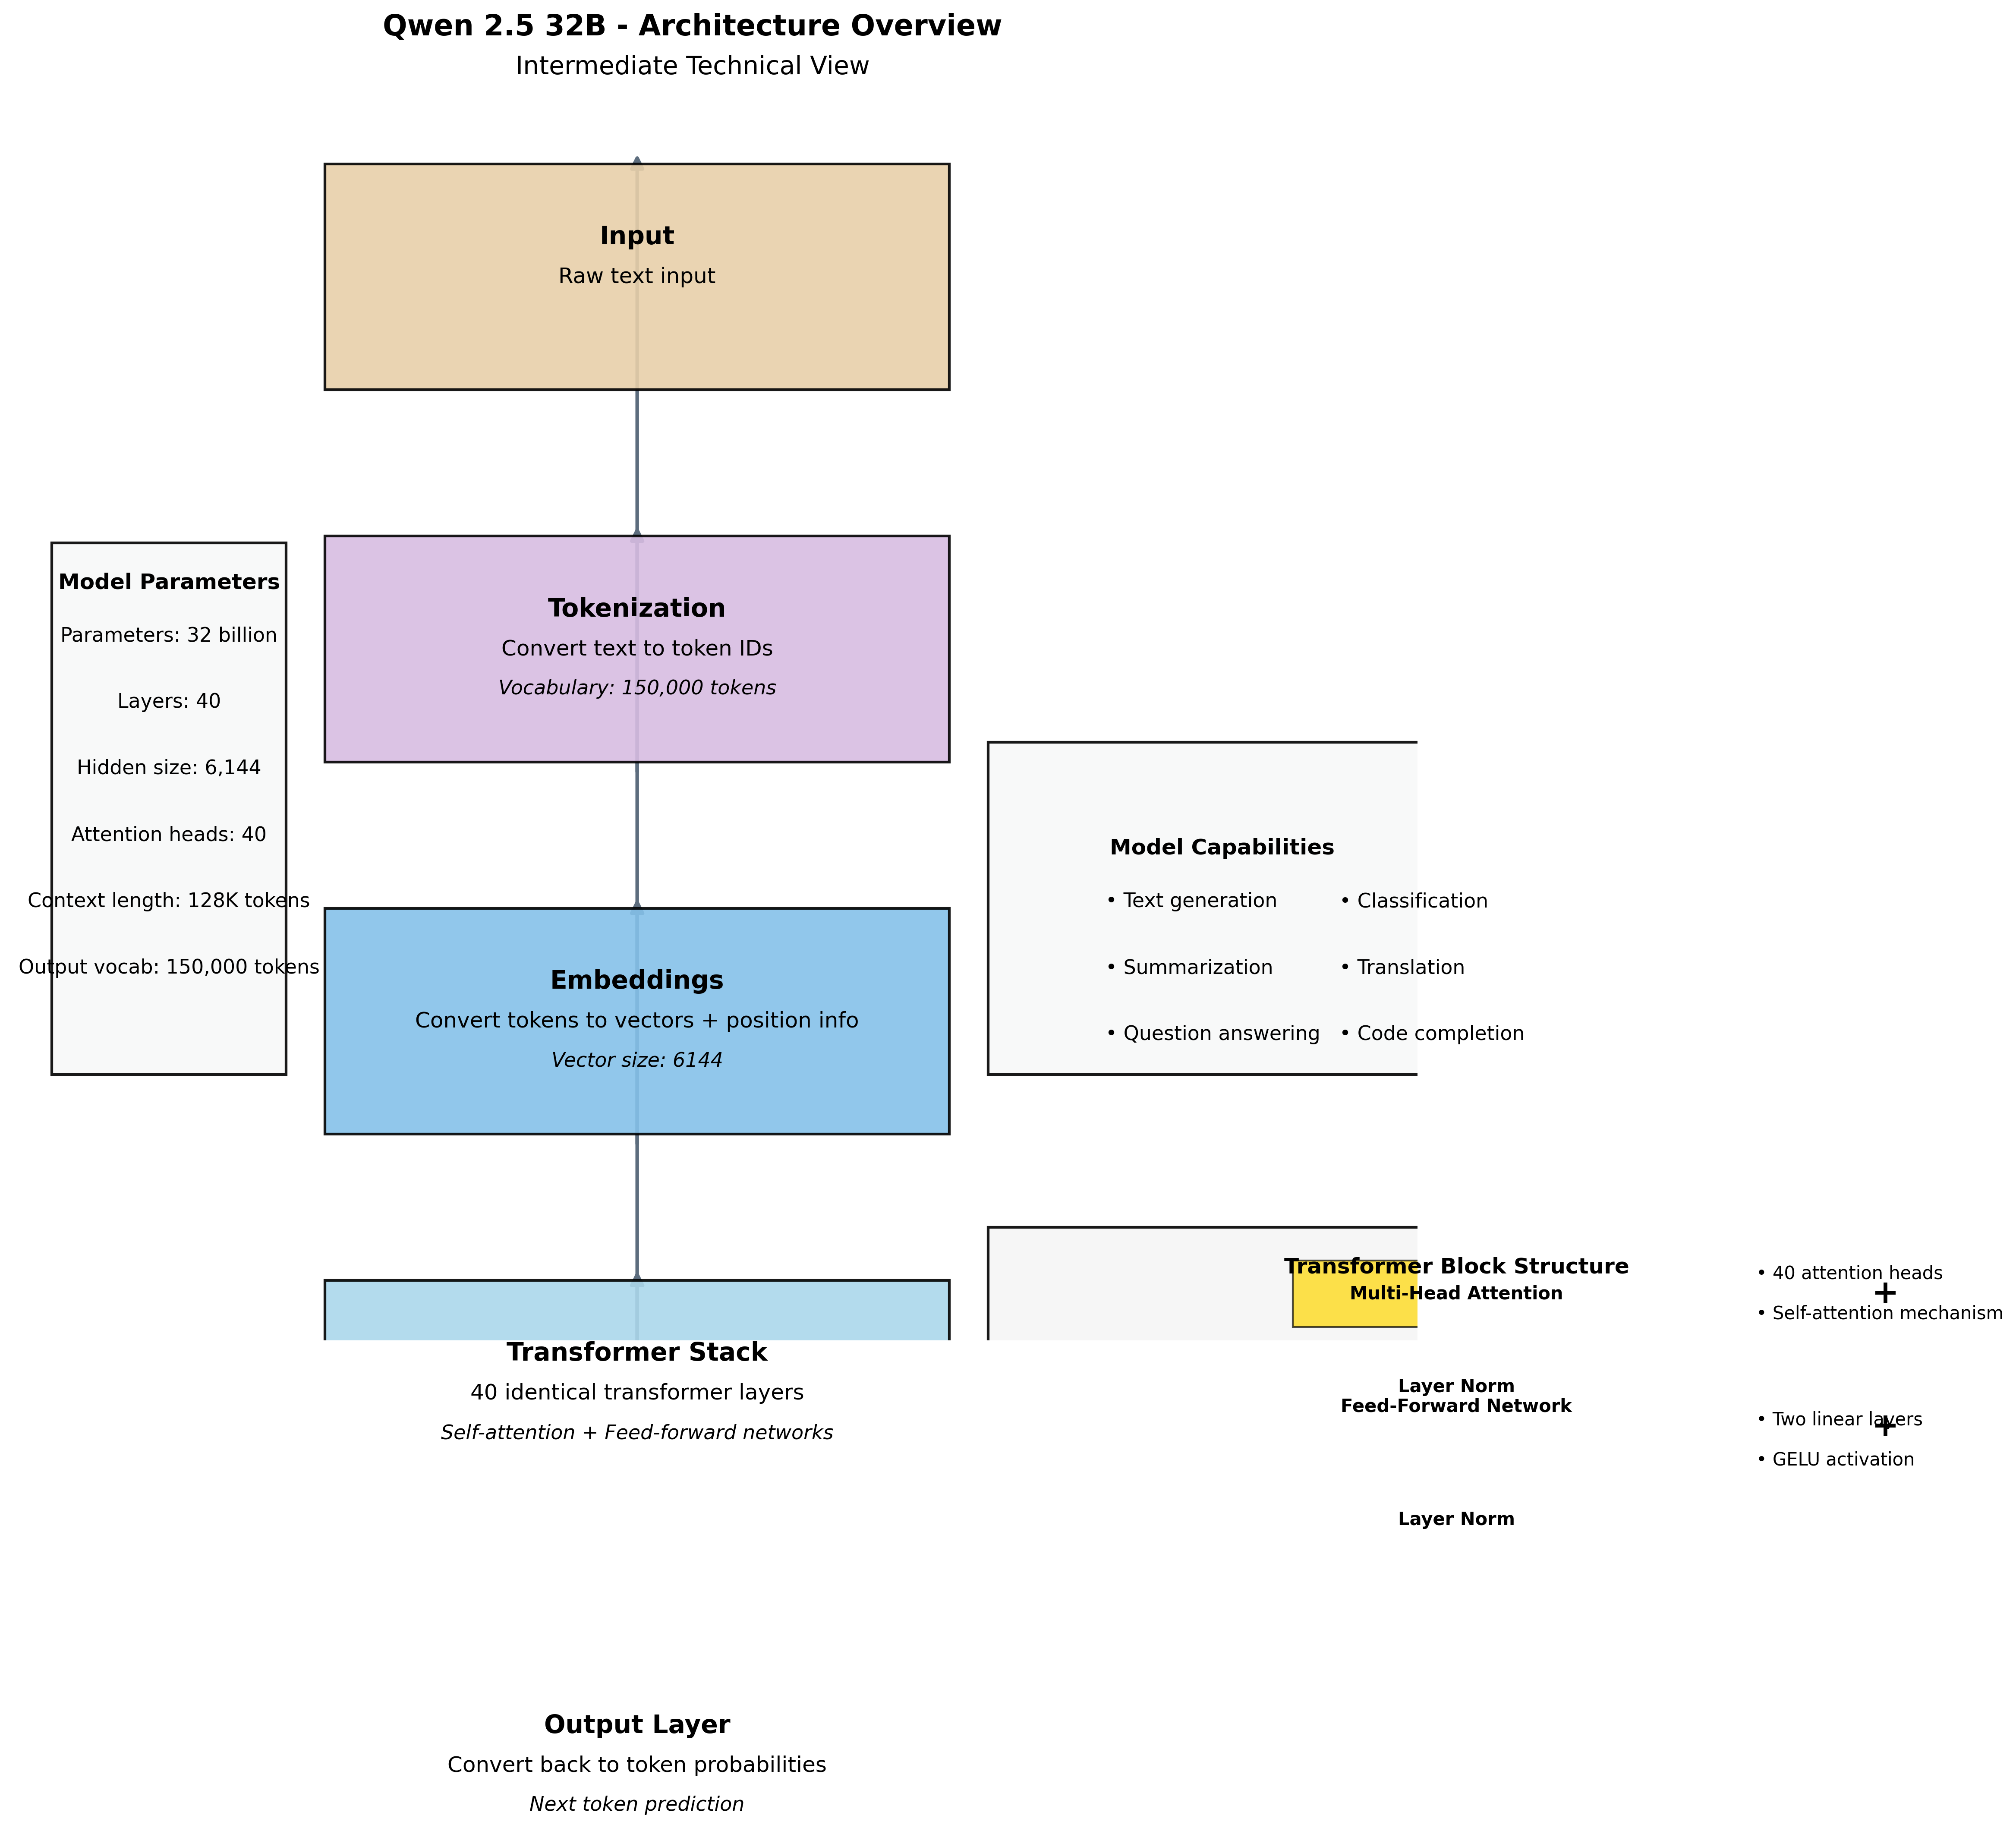 Qwen 2.5 32B - Architecture Overview
Intermediate Technical View
Input
Raw text input
Tokenization
Convert text to token IDs
Vocabulary: 150,000 tokens
Model Parameters
Parameters: 32 billion
Layers: 40
Hidden size: 6,144
Attention heads: 40
Context length: 128K tokens
Output vocab: 150,000 tokens
Embeddings
Convert tokens to vectors + position info
Vector size: 6144
Model Capabilities
• Text generation
• Classification
• Summarization
• Translation
• Question answering
• Code completion
Transformer Stack
40 identical transformer layers
Self-attention + Feed-forward networks
Transformer Block Structure
Multi-Head Attention
• 40 attention heads
+
• Self-attention mechanism
Layer Norm
Feed-Forward Network
• Two linear layers
+
• GELU activation
Layer Norm
Output Layer
Convert back to token probabilities
Next token prediction